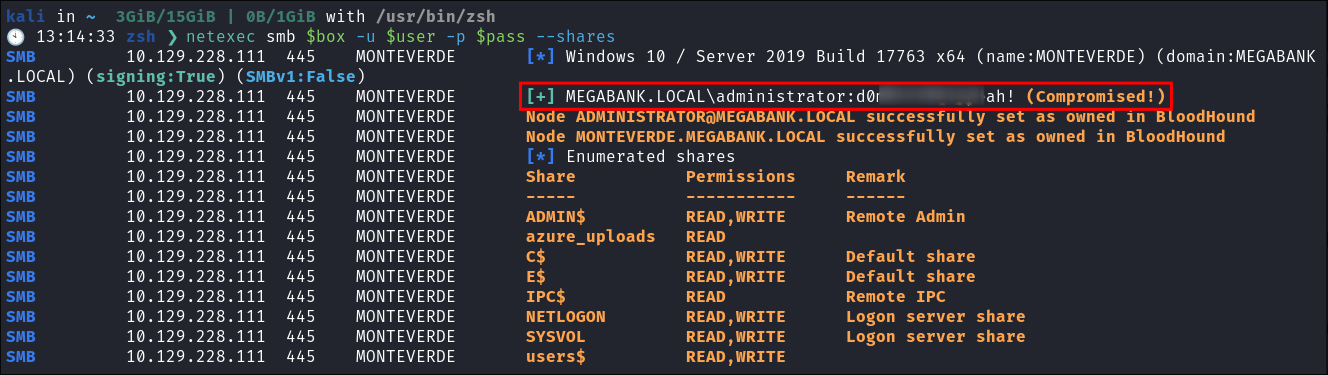 kali in ~  3GiB/15GiB | 0B/1GiB with /usr/bin/zsh
13:14:33 zsh ❯ netexec smb $box -u $user -p $pass --shares
SMB 10.129.228.111 445 MONTEVERDE [*] Windows 10 / Server 2019 Build 17763 x64 (name:MONTEVERDE) (domain:MEGABANK
.LOCAL) (signing:True) (SMBv1:False)
SMB 10.129.228.111 445 MONTEVERDE [+] MEGABANK.LOCAL\administrator: (Compromised!)
SMB 10.129.228.111 445 MONTEVERDE Node ADMINISTRATOR@MEGABANK.LOCAL successfully set as owned in BloodHound
SMB 10.129.228.111 445 MONTEVERDE Node MONTEVERDE.MEGABANK.LOCAL successfully set as owned in BloodHound
SMB 10.129.228.111 445 MONTEVERDE [*] Enumerated shares
SMB 10.129.228.111 445 MONTEVERDE Share Permissions Remark
SMB 10.129.228.111 445 MONTEVERDE ----- ----------- ------
SMB 10.129.228.111 445 MONTEVERDE ADMIN$ READ,WRITE Remote Admin
SMB 10.129.228.111 445 MONTEVERDE azure_uploads READ
SMB 10.129.228.111 445 MONTEVERDE C$ READ,WRITE Default share
SMB 10.129.228.111 445 MONTEVERDE E$ READ,WRITE Default share
SMB 10.129.228.111 445 MONTEVERDE IPC$ READ Remote IPC
SMB 10.129.228.111 445 MONTEVERDE NETLOGON READ,WRITE Logon server share
SMB 10.129.228.111 445 MONTEVERDE SYSVOL READ,WRITE Logon server share
SMB 10.129.228.111 445 MONTEVERDE users$ READ,WRITE